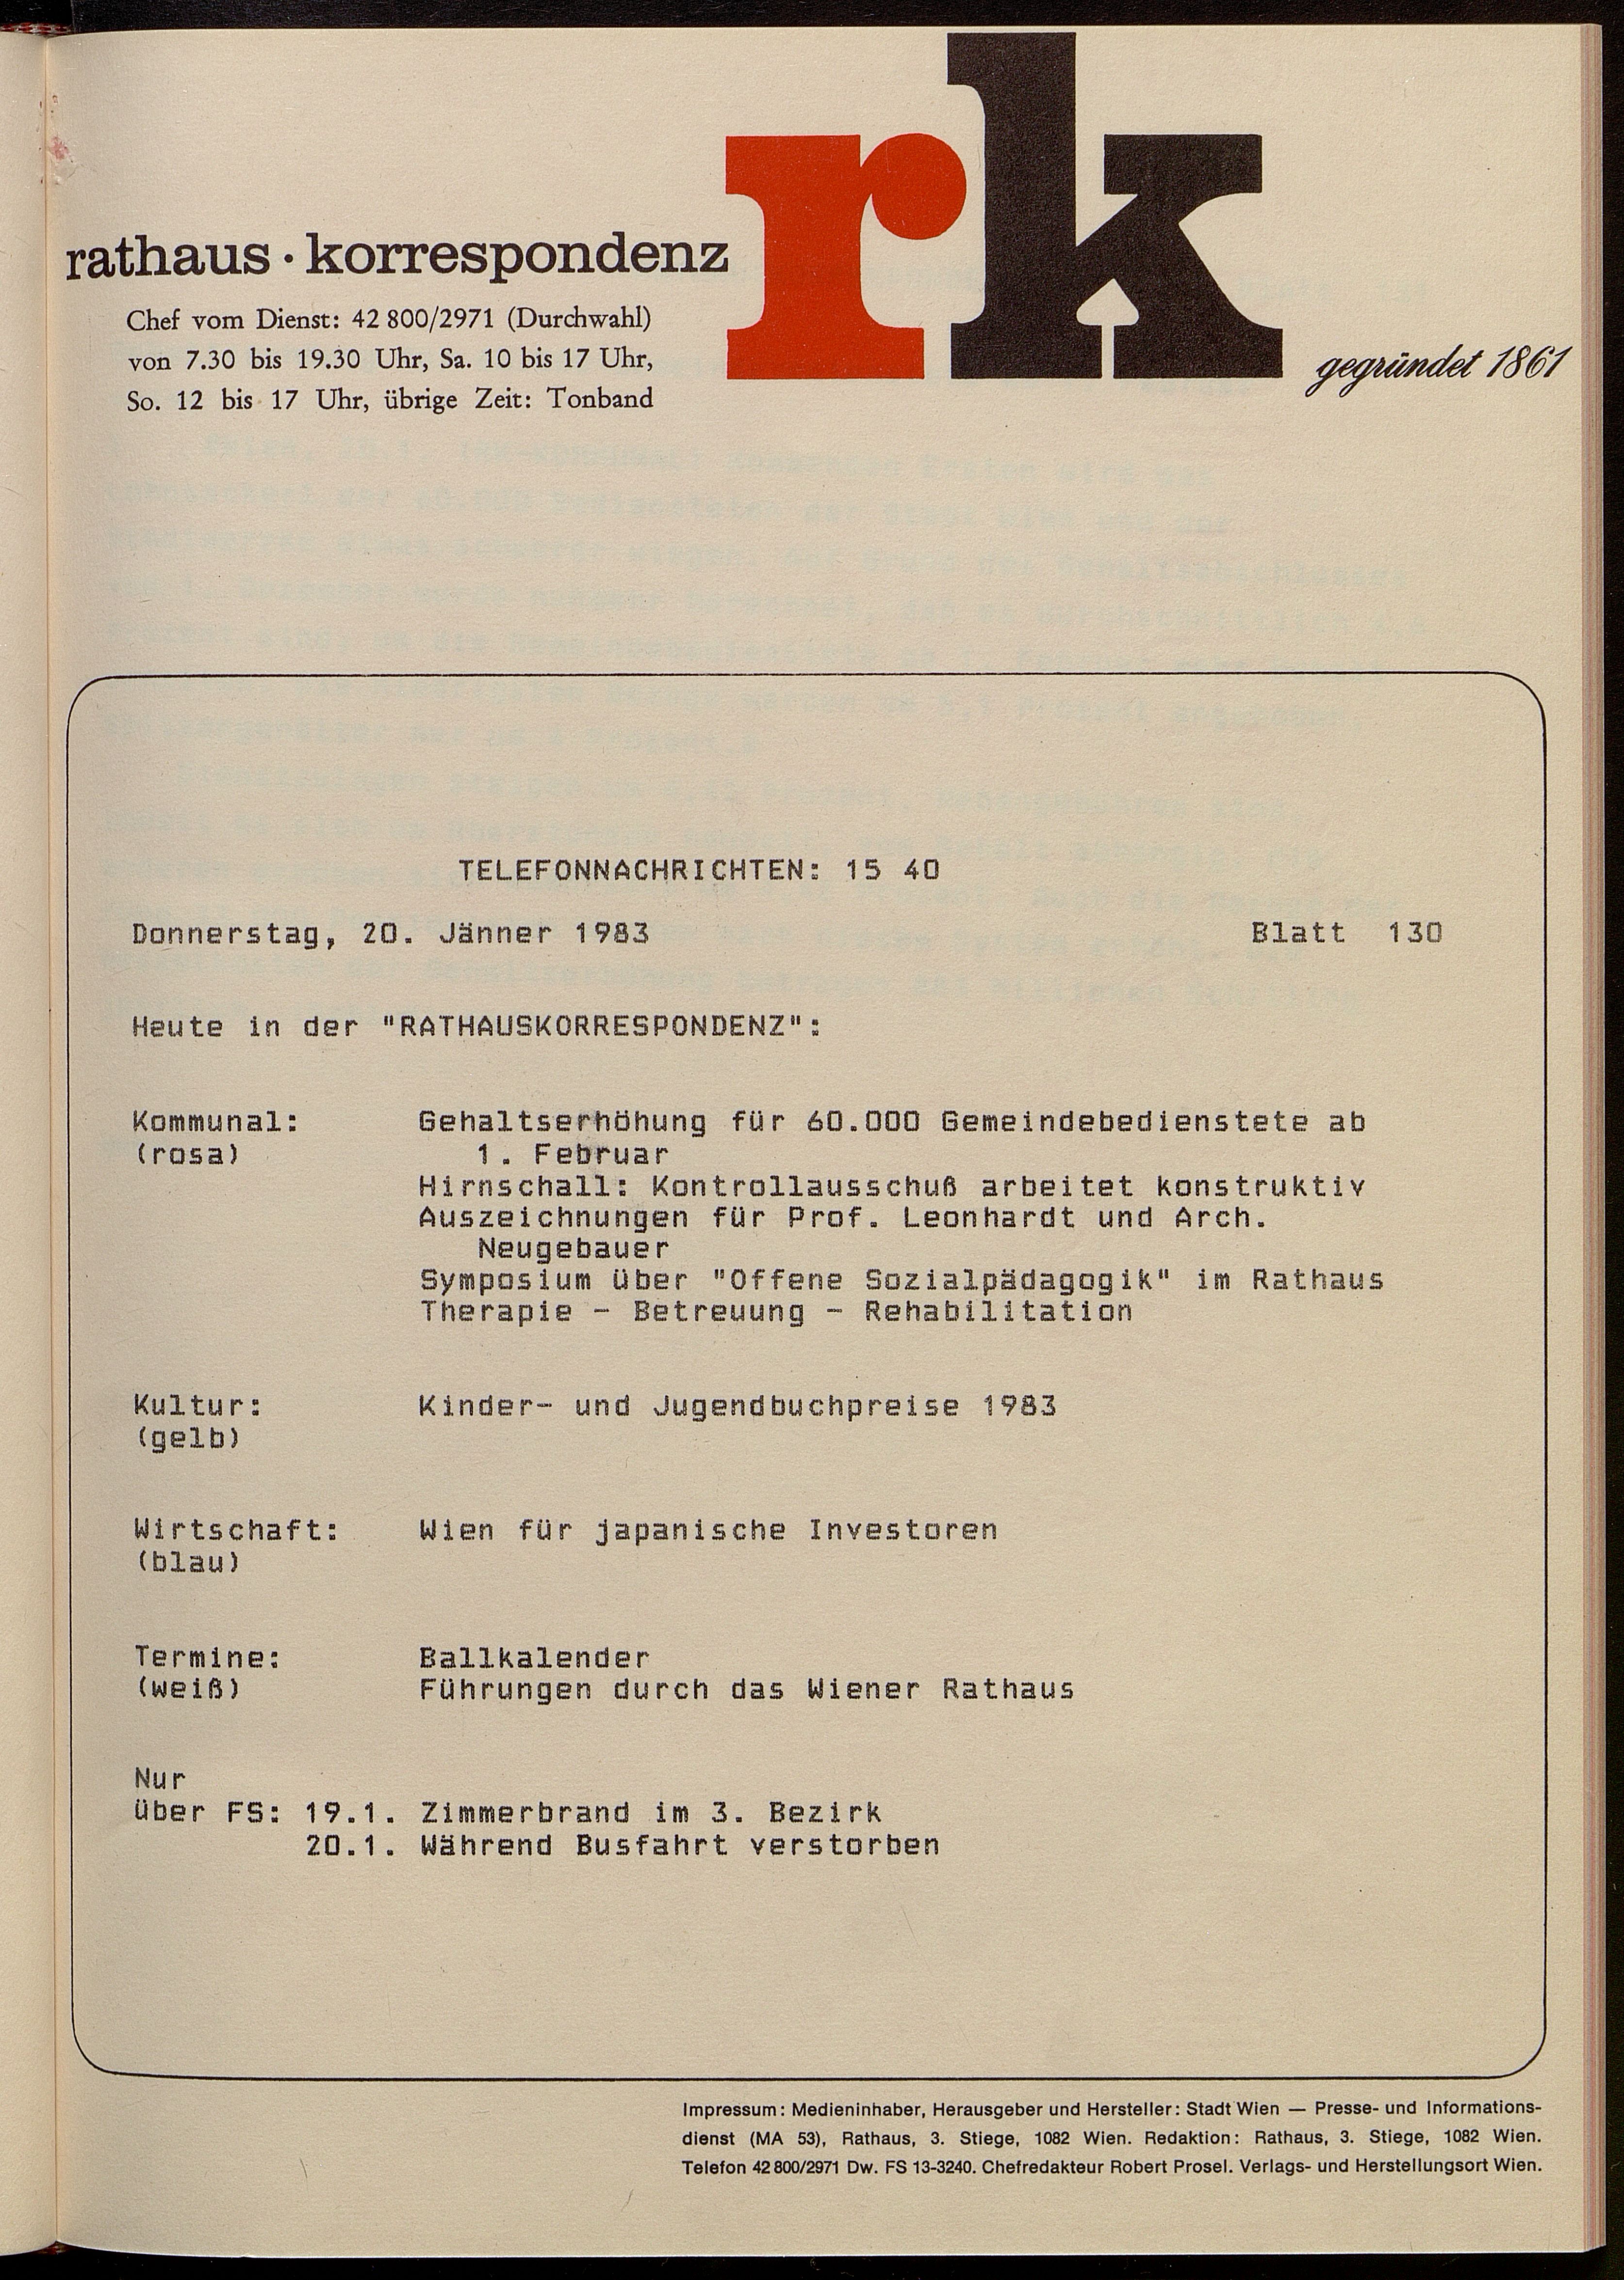 rk
rathaus · korrespondenz
Chef vom Dienst: 42 800/2971 (Durchwahl)
von 7.30 bis 19.30 Uhr, Sa. 10 bis 17 Uhr,
So. 12 bis 17 Uhr, übrige Zeit: Tonband
gegründet 1861
TELEFONNACHRICHTEN: 15 40
Donnerstag, 20. Jänner 1983 Blatt 130
Heute in der "RATHAUSKORRESPONDENZ":
Kommunal: Gehaltserhöhung für 60.000 Gemeindebedienstete ab
(rosa) 1. Februar
Hirnschall: Kontrollausschuß arbeitet konstruktiv
Auszeichnungen für Prof. Leonhardt und Arch.
Neugebauer
Symposium über "Offene Sozialpädagogik" im Rathaus
Therapie - Betreuung - Rehabilitation
Kultur: Kinder- und Jugendbuchpreise 1983
(gelb)
Wirtschaft: Wien für japanische Investoren
(blau)
Termine: Ballkalender
(weiß) Führungen durch das Wiener Rathaus
Nur
über FS: 19.1. Zimmerbrand im 3. Bezirk
20.1. Während Busfahrt verstorben
Impressum: Medieninhaber, Herausgeber und Hersteller: Stadt Wien — Presse- und Informations-
dienst (MA 53), Rathaus, 3. Stiege, 1082 Wien. Redaktion: Rathaus, 3. Stiege, 1082 Wien.
Telefon 42 800/2971 Dw. FS 13-3240. Chefredakteur Robert Prosel. Verlags- und Herstellungsort Wien.